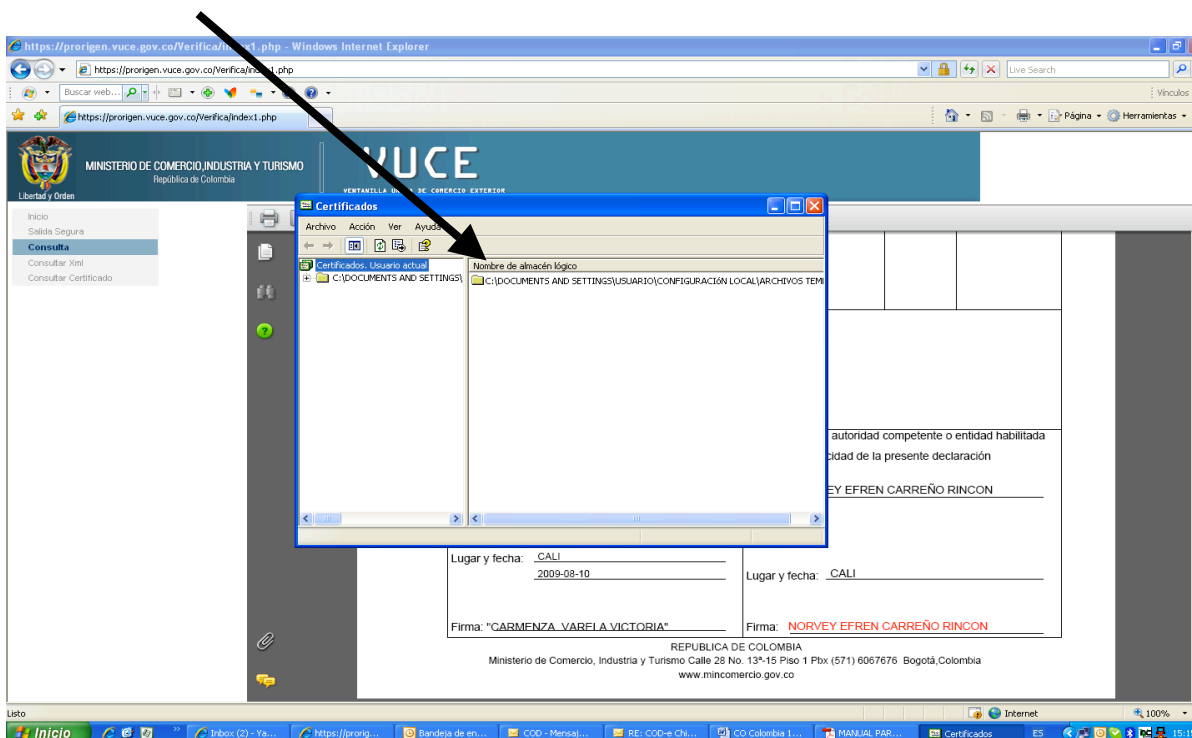 https://prorigen.vuce.gov.co/Verifica/index1.php - Windows Internet Explorer
https://prorigen.vuce.gov.co/Verifica/index1.php
Live Search
Buscar web...
Vínculos
https://prorigen.vuce.gov.co/Verifica/index1.php
Página
Herramientas
MINISTERIO DE COMERCIO,INDUSTRIA Y TURISMO
República de Colombia
Libertad y Orden
VUCE
VENTANILLA UNICA DE COMERCIO EXTERIOR
Inicio
Salida Segura
Consulta
Consultar Xml
Consultar Certificado
Certificados
Archivo Acción Ver Ayuda
Certificados. Usuario actual
C:\DOCUMENTS AND SETTINGS\
Nombre de almacén lógico
C:\DOCUMENTS AND SETTINGS\USUARIO\CONFIGURACIóN LOCAL\ARCHIVOS TEM
autoridad competente o entidad habilitada
cidad de la presente declaración
EY EFREN CARREÑO RINCON
Lugar y fecha: CALI
2009-08-10
Lugar y fecha: CALI
Firma: "CARMENZA VARELA VICTORIA"
Firma: NORVEY EFREN CARREÑO RINCON
REPUBLICA DE COLOMBIA
Ministerio de Comercio, Industria y Turismo Calle 28 No. 13ª-15 Piso 1 Pbx (571) 6067676 Bogotá,Colombia
www.mincomercio.gov.co
Listo
Internet
100%
Inicio
Inbox (2) - Ya...
https://prorig...
Bandeja de en...
COD - Mensaj...
RE: COD-e Chi...
CO Colombia 1...
MANUAL PAR...
Certificados
ES